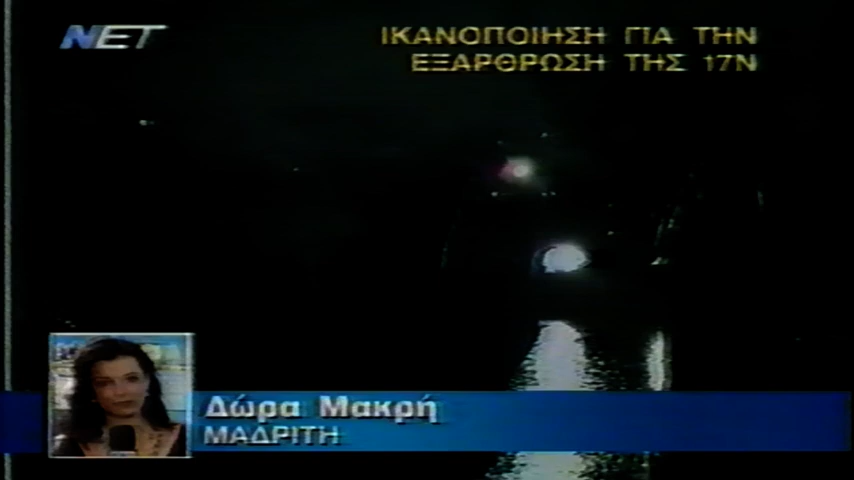 NET
ΙΚΑΝΟΠΟΙΗΣΗ ΓΙΑ ΤΗΝ
ΕΞΑΡΘΡΩΣΗ ΤΗΣ 17Ν
Δώρα Μακρή
ΜΑΔΡΙΤΗ